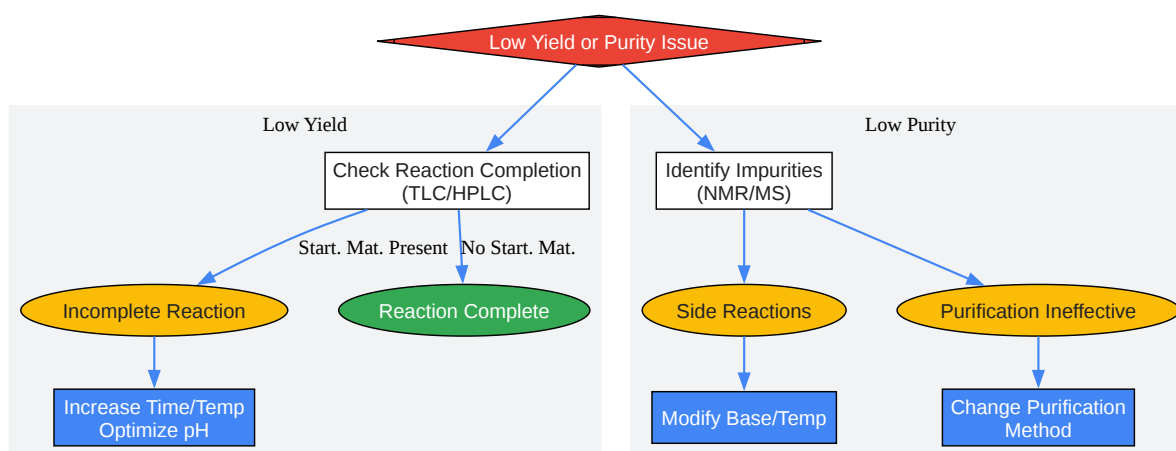 Low Yield or Purity Issue
Low Yield
Low Purity
Check Reaction Completion
(TLC/HPLC)
Identify Impurities
(NMR/MS)
Start. Mat. Present
No Start. Mat.
Incomplete Reaction
Reaction Complete
Side Reactions
Purification Ineffective
Increase Time/Temp
Optimize pH
Modify Base/Temp
Change Purification
Method